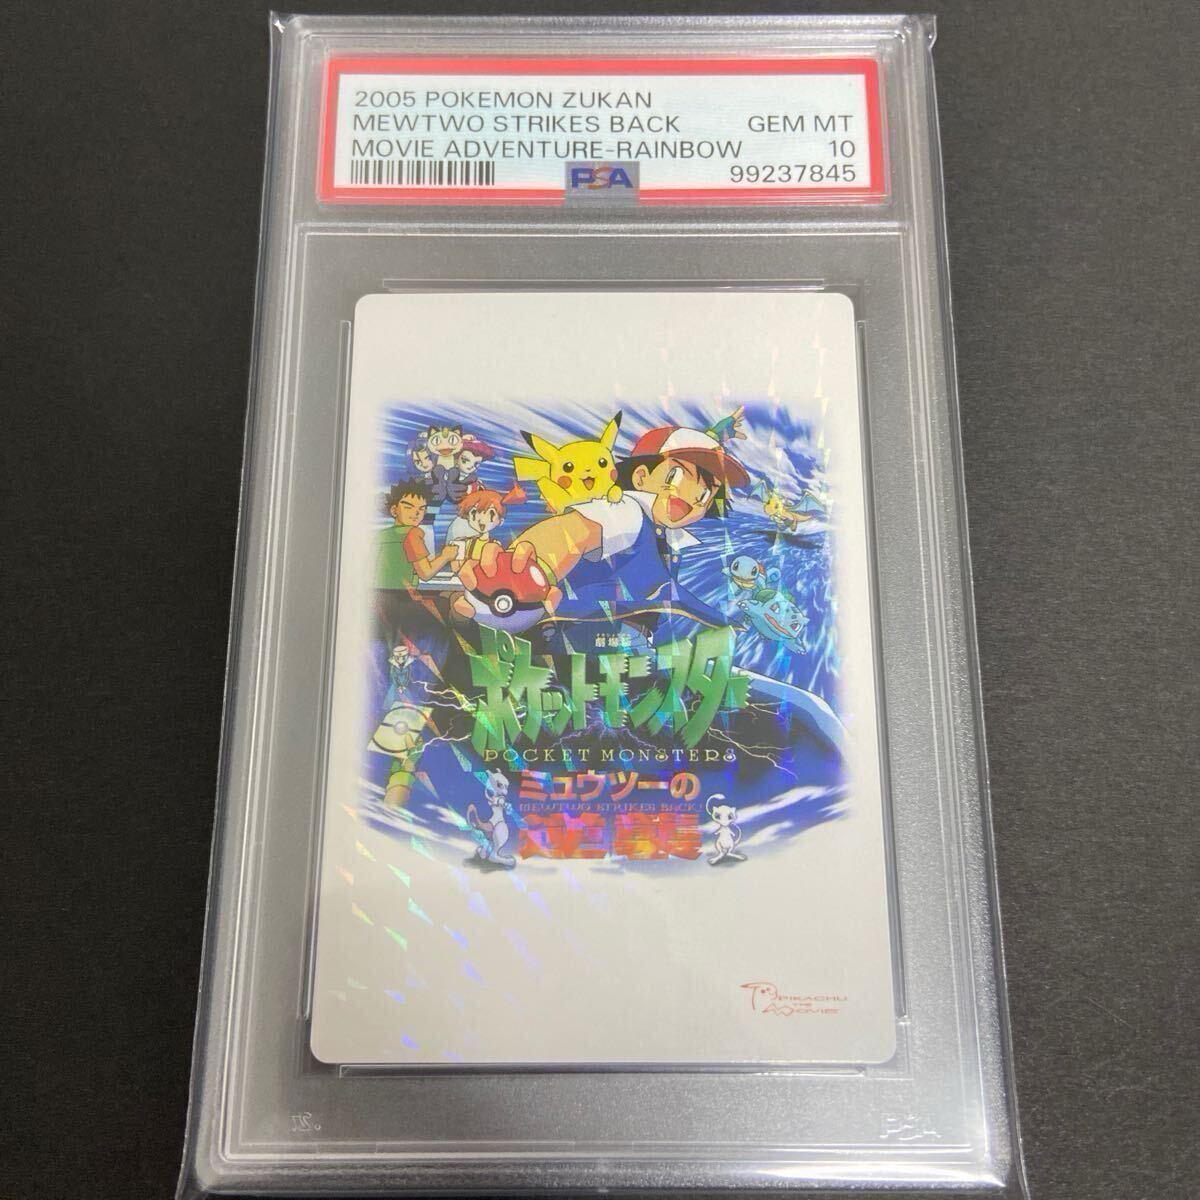 2005 POKEMON ZUKAN
MEWTWO STRIKES BACK GEM MT
MOVIE ADVENTURE-RAINBOW 10
PSA 99237845
劇場版
ポケットモンスター
POCKET MONSTERS
ミュウツーの
MEWTWO STRIKES BACK!
逆襲
PIKACHU
THE
MOVIE
PSA